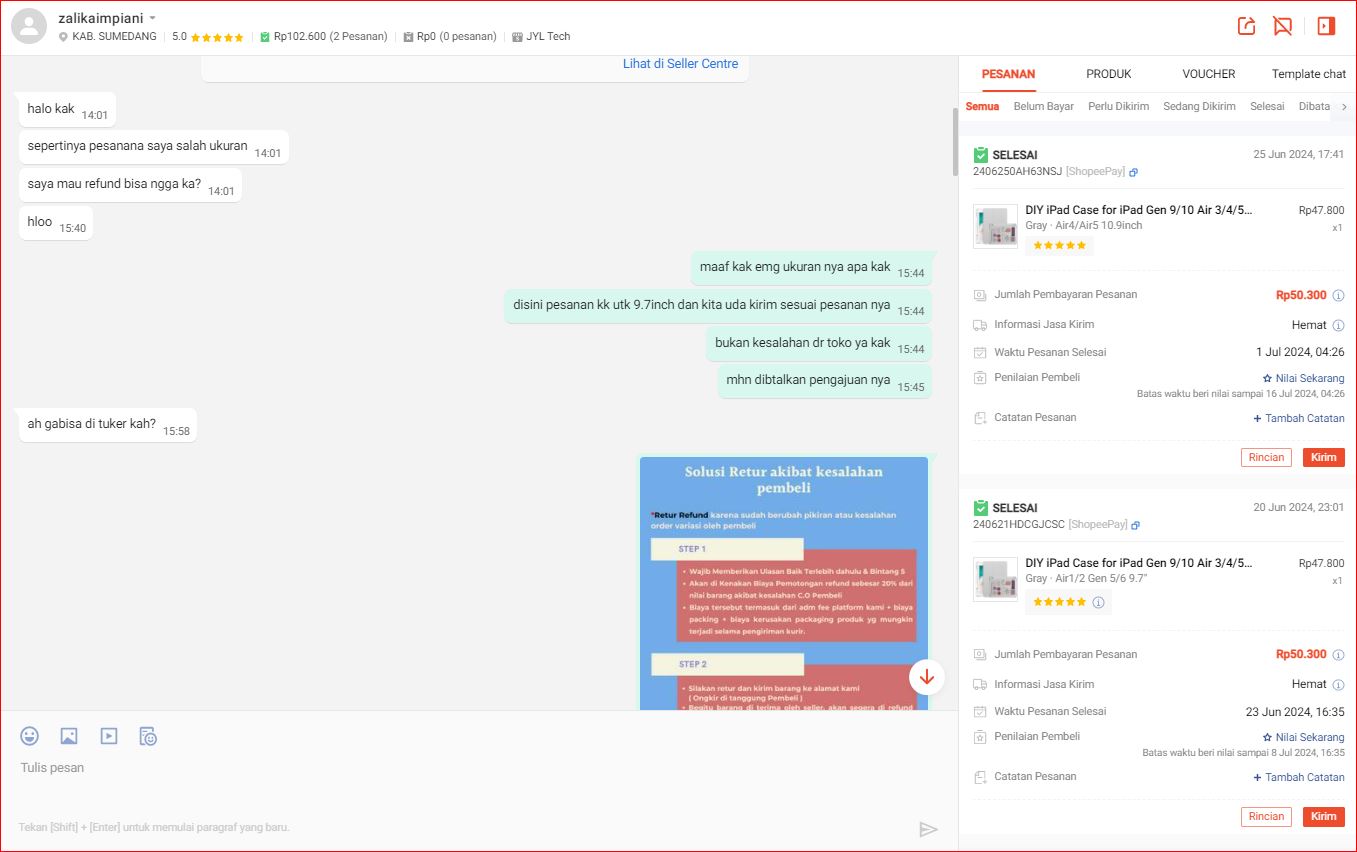 zalikaimpiani
KAB. SUMEDANG 5.0 Rp102.600 (2 Pesanan) Rp0 (0 pesanan) JYL Tech
Lihat di Seller Centre
halo kak 14:01
sepertinya pesanana saya salah ukuran 14:01
saya mau refund bisa ngga ka? 14:01
hloo 15:40
maaf kak emg ukuran nya apa kak 15:44
disini pesanan kk utk 9.7inch dan kita uda kirim sesuai pesanan nya 15:44
bukan kesalahan dr toko ya kak 15:44
mhn dibtalkan pengajuan nya 15:45
ah gabisa di tuker kah? 15:58
Solusi Retur akibat kesalahan
pembeli
*Retur Refund karena sudah berubah pikiran atau kesalahan
order variasi oleh pembeli
STEP 1
• Wajib Memberikan Ulasan Baik Terlebih dahulu & Bintang 5
• Akan di Kenakan Biaya Pemotongan refund sebesar 20% dari
nilai barang akibat kesalahan C.O Pembeli
• Biaya tersebut termasuk dari adm fee platform kami + biaya
packing + biaya kerusakan packaging produk yg mungkin
terjadi selama pengiriman kurir.
STEP 2
• Silakan retur dan kirim barang ke alamat kami
( Ongkir di tanggung Pembeli )
• Begitu barang di terima oleh seller, akan segera di refund
Tulis pesan
Tekan [Shift] + [Enter] untuk memulai paragraf yang baru.
PESANAN PRODUK VOUCHER Template chat
Semua Belum Bayar Perlu Dikirim Sedang Dikirim Selesai Dibata
SELESAI 25 Jun 2024, 17:41
2406250AH63NSJ [ShopeePay]
DIY iPad Case for iPad Gen 9/10 Air 3/4/5... Rp47.800
Gray · Air4/Air5 10.9inch x1
Jumlah Pembayaran Pesanan Rp50.300
Informasi Jasa Kirim Hemat
Waktu Pesanan Selesai 1 Jul 2024, 04:26
Penilaian Pembeli Nilai Sekarang
Batas waktu beri nilai sampai 16 Jul 2024, 04:26
Catatan Pesanan + Tambah Catatan
Rincian Kirim
SELESAI 20 Jun 2024, 23:01
240621HDCGJCSC [ShopeePay]
DIY iPad Case for iPad Gen 9/10 Air 3/4/5... Rp47.800
Gray · Air1/2 Gen 5/6 9.7" x1
Jumlah Pembayaran Pesanan Rp50.300
Informasi Jasa Kirim Hemat
Waktu Pesanan Selesai 23 Jun 2024, 16:35
Penilaian Pembeli Nilai Sekarang
Batas waktu beri nilai sampai 8 Jul 2024, 16:35
Catatan Pesanan + Tambah Catatan
Rincian Kirim